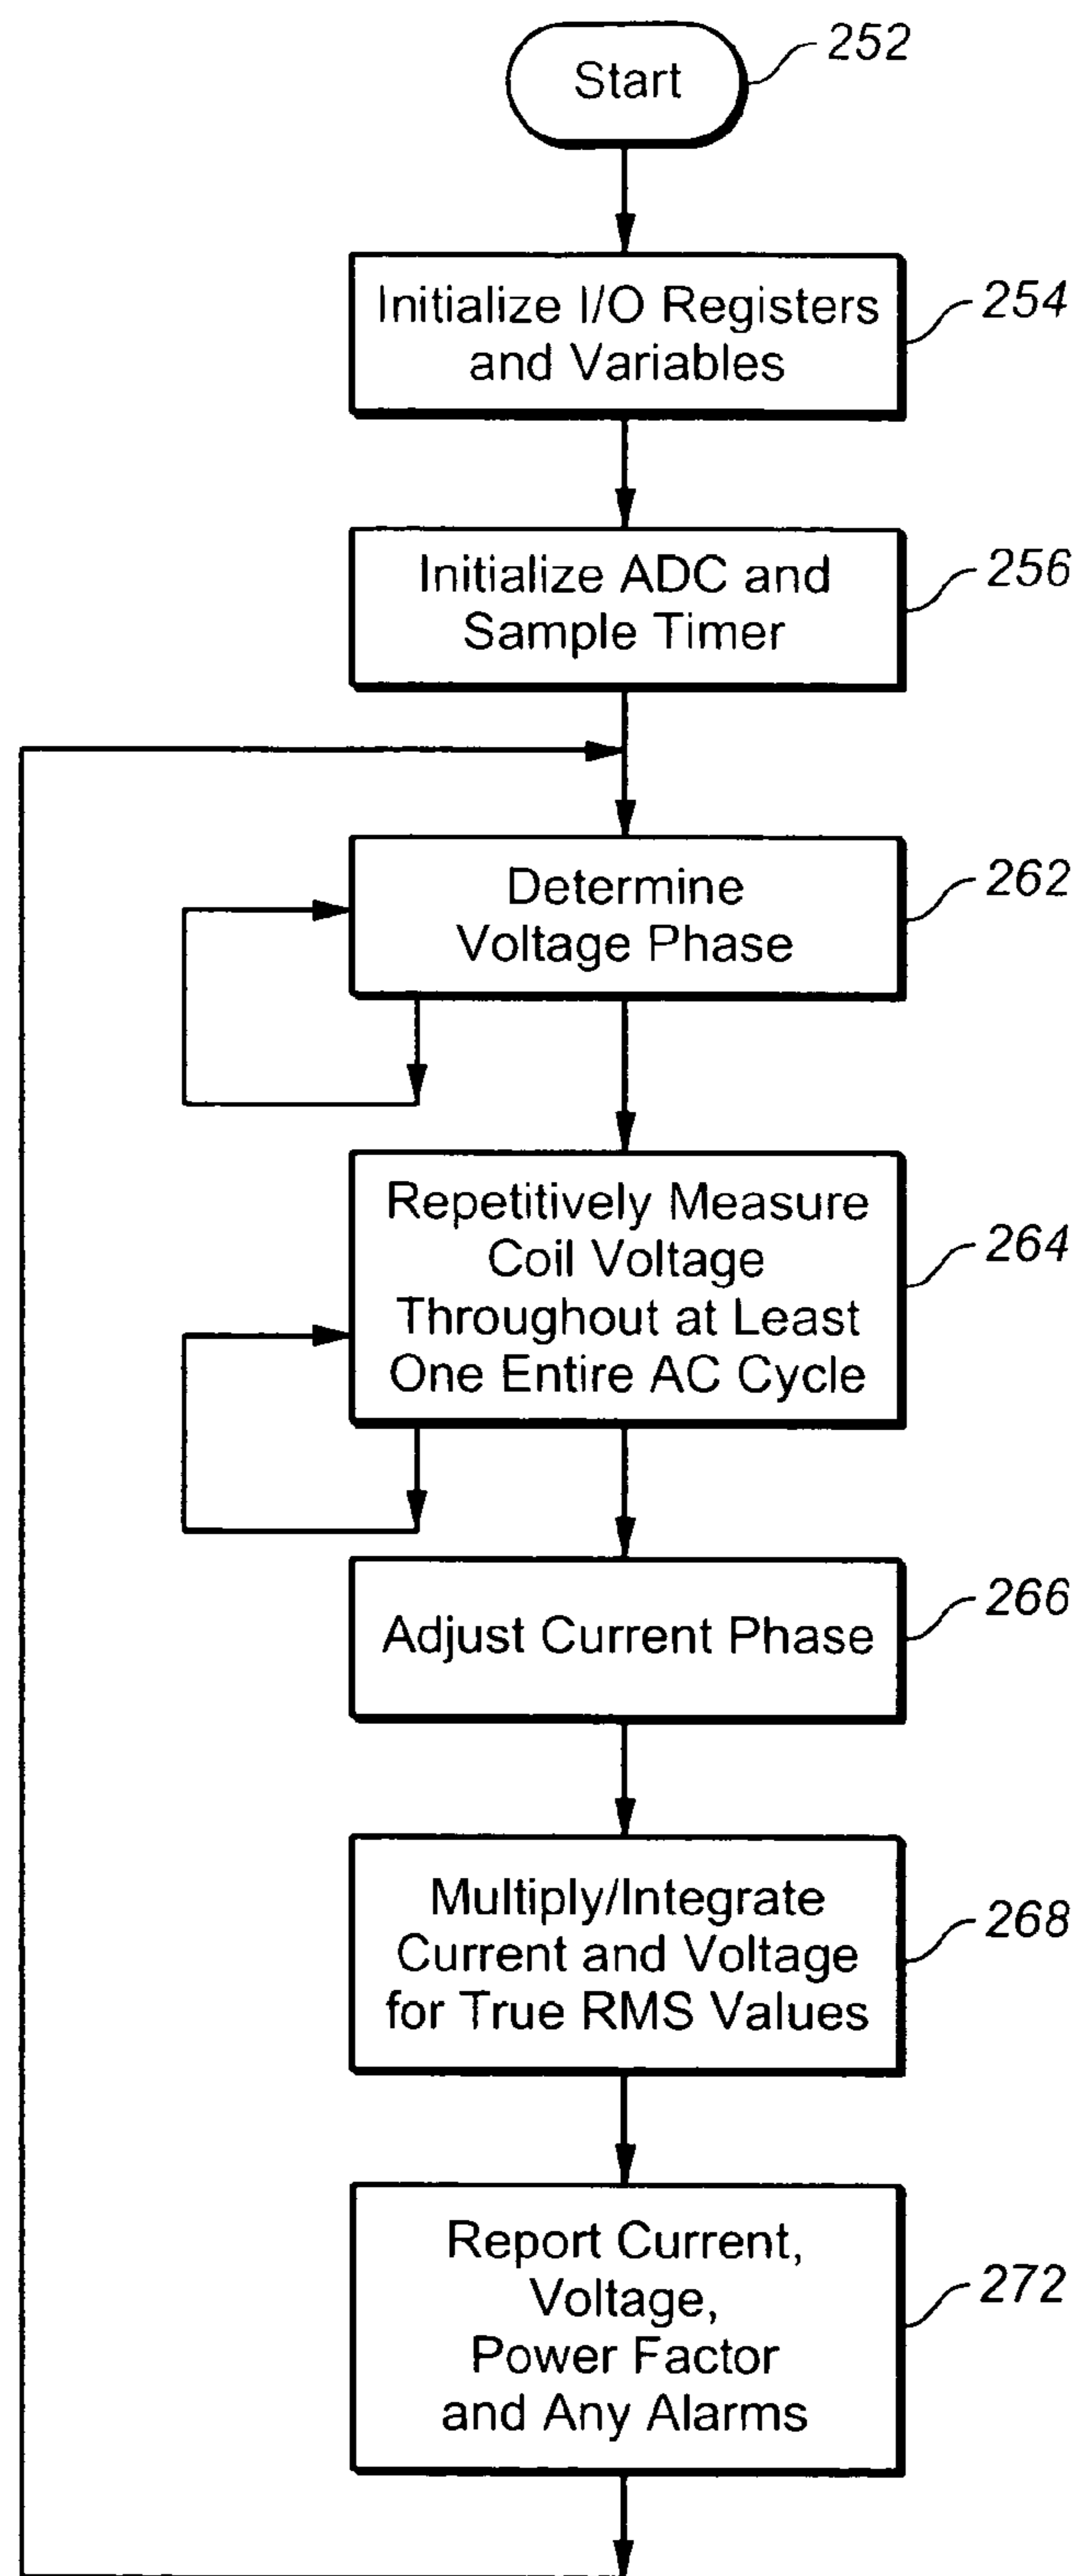 Start
252
Initialize I/O Registers
and Variables
254
Initialize ADC and
Sample Timer
256
Determine
Voltage Phase
262
Repetitively Measure
Coil Voltage
Throughout at Least
One Entire AC Cycle
264
Adjust Current Phase
266
Multiply/Integrate
Current and Voltage
for True RMS Values
268
Report Current,
Voltage,
Power Factor
and Any Alarms
272